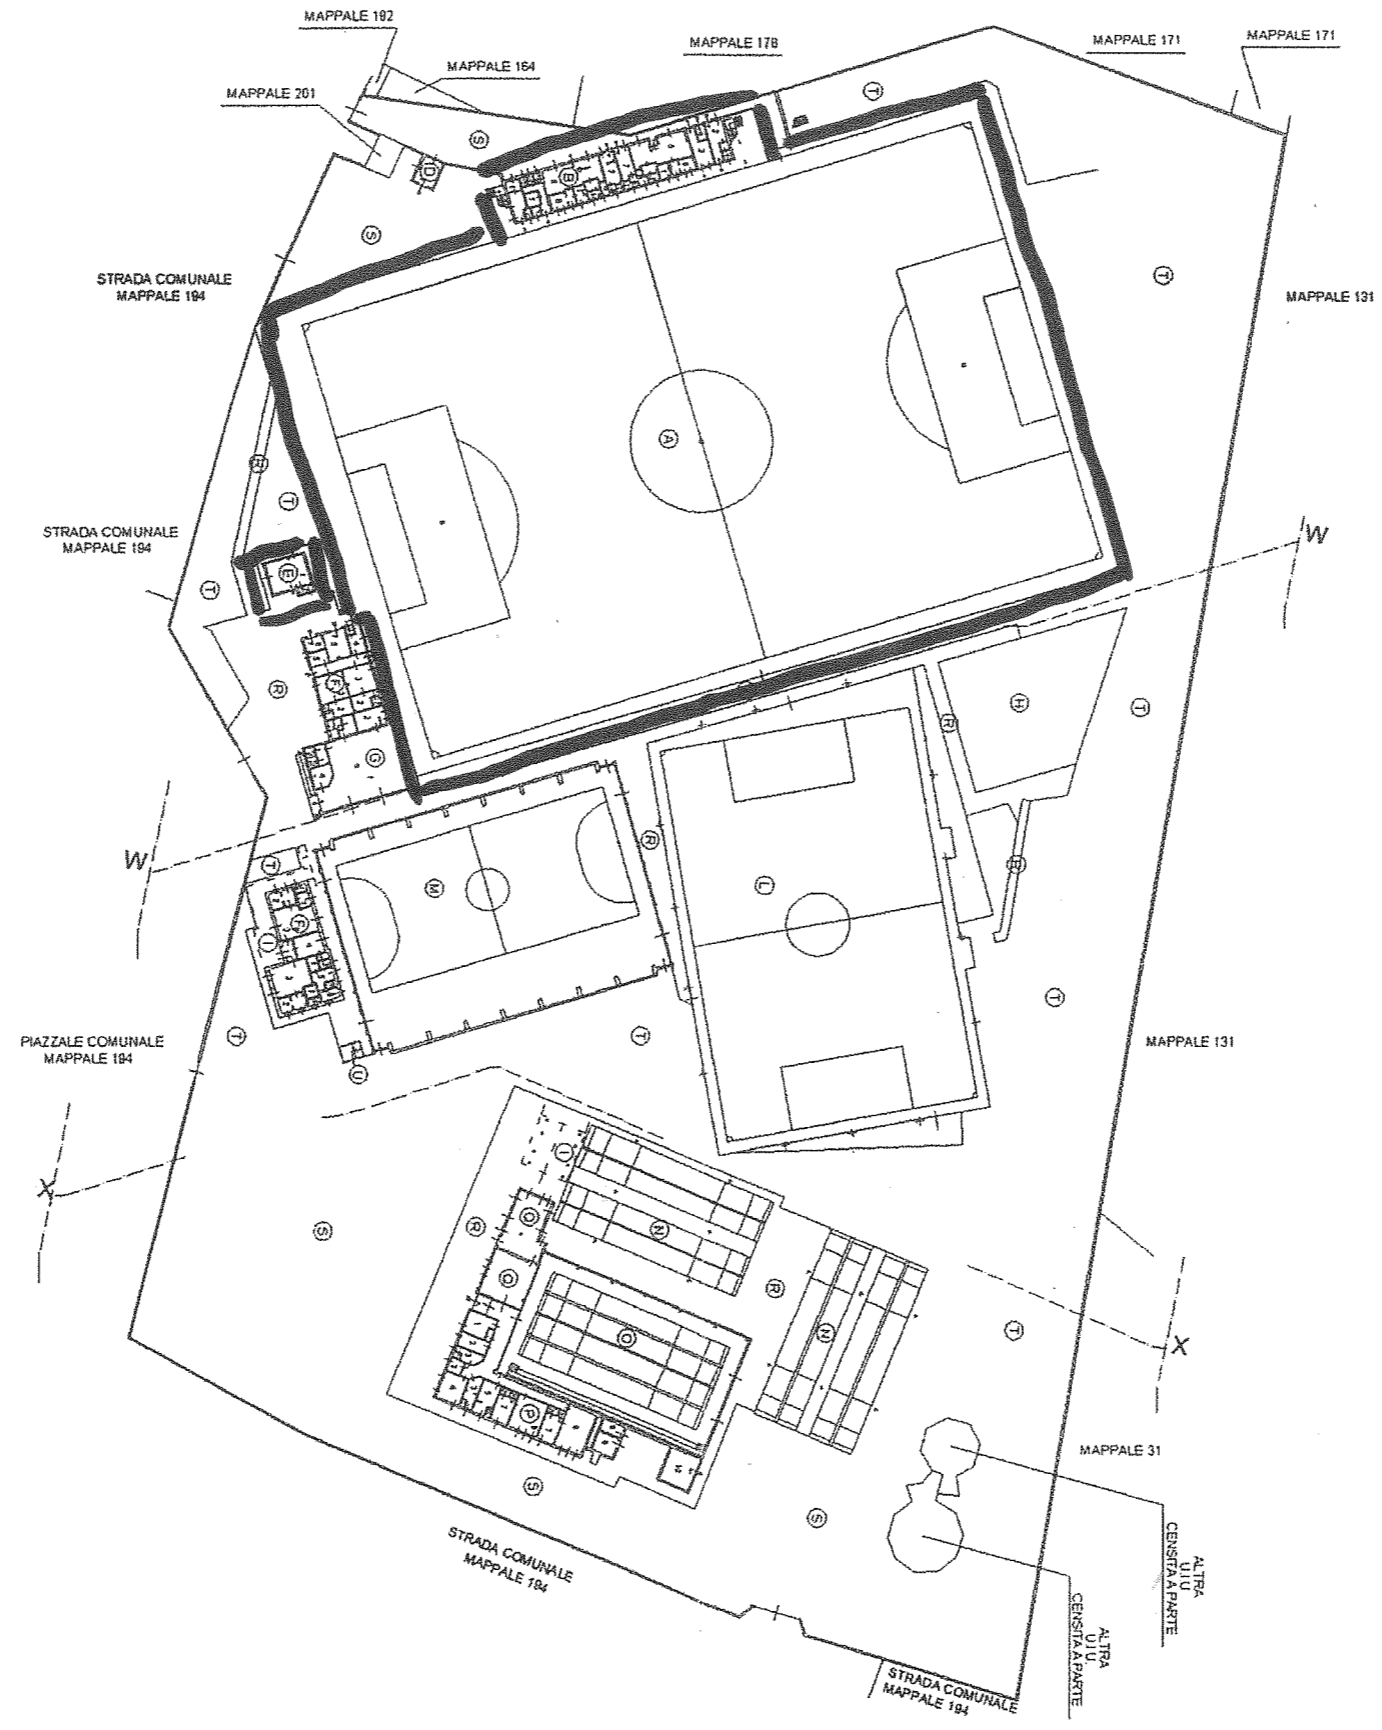 MAPPALE 192
MAPPALE 164
MAPPALE 201
MAPPALE 178
MAPPALE 171
MAPPALE 171
T
S
B
D
S
T
STRADA COMUNALE
MAPPALE 194
MAPPALE 131
A
R
T
STRADA COMUNALE
MAPPALE 194
E
T
W
R
F
H
T
R
G
W
T
M
R
L
R
F
I
T
T
T
PIAZZALE COMUNALE
MAPPALE 194
U
MAPPALE 131
X
I
S
R
Q
N
Q
R
O
N
T
X
P
S
S
MAPPALE 31
ALTRA
U.I.U.
CENSITA A PARTE
ALTRA
U.I.U.
CENSITA A PARTE
STRADA COMUNALE
MAPPALE 194
STRADA COMUNALE
MAPPALE 194